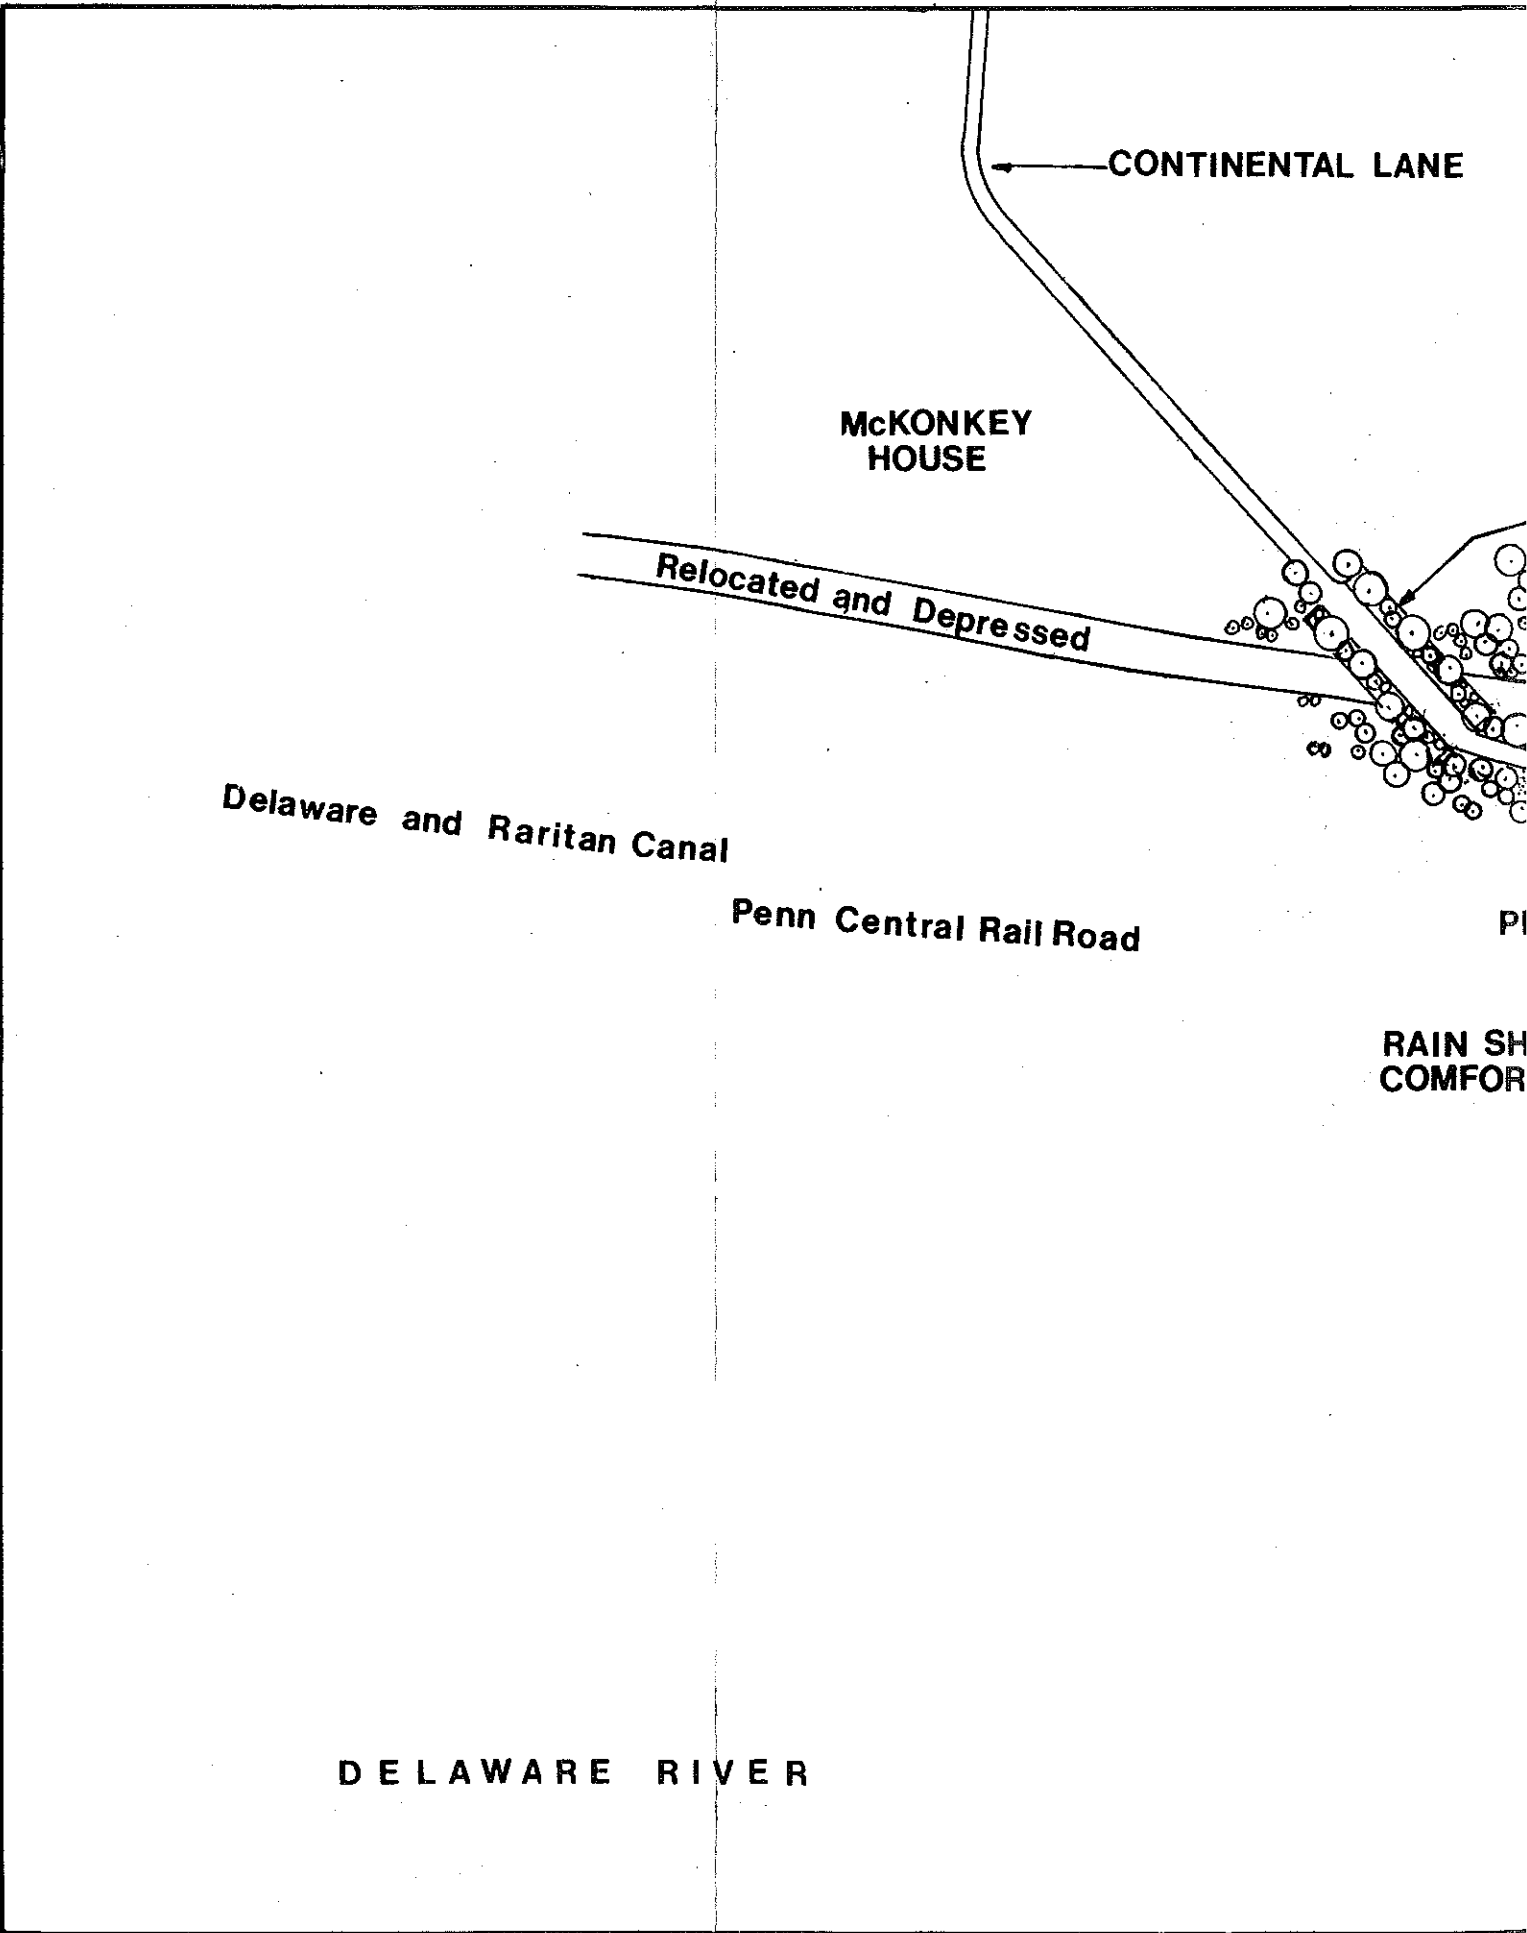 CONTINENTAL LANE
McKONKEY
HOUSE
Relocated and Depressed
Delaware and Raritan Canal
Penn Central Rail Road
RAIN SH
COMFOR
DELAWARE RIVER